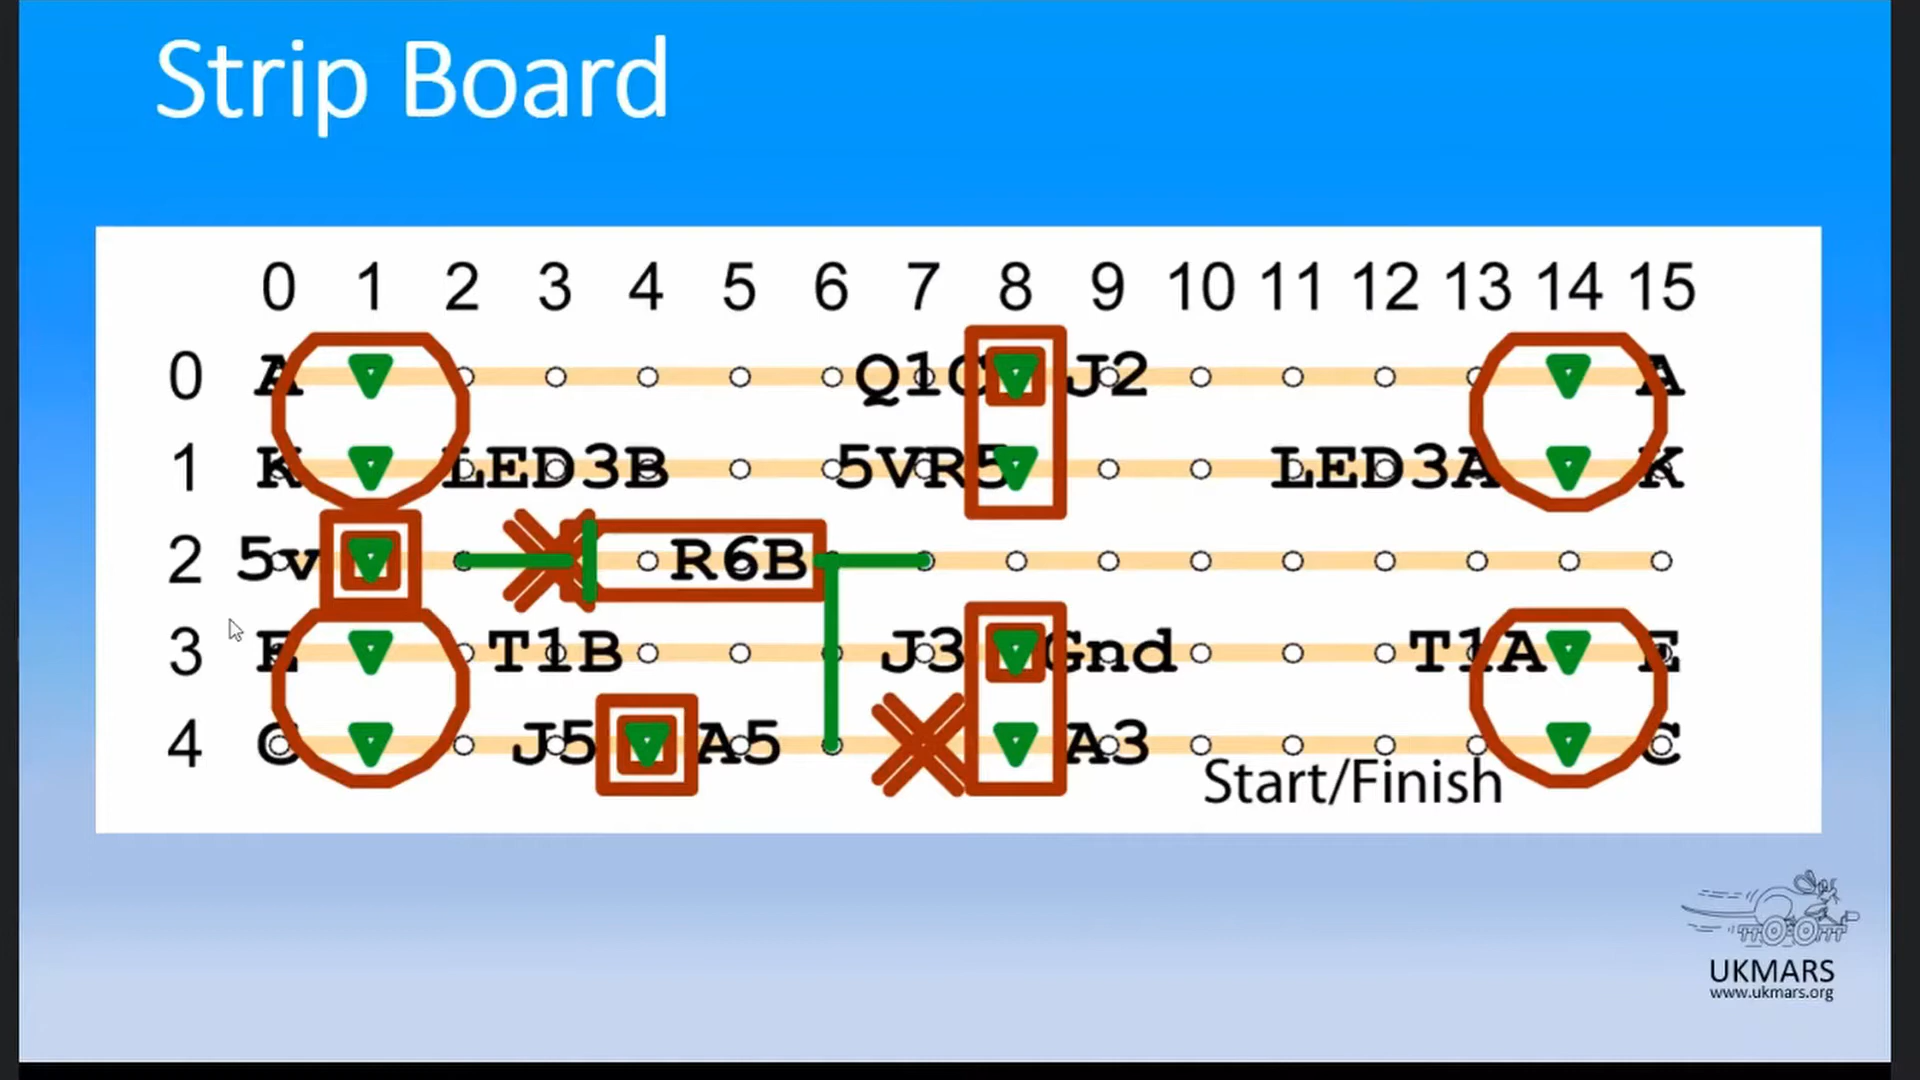 Strip Board
0 1 2 3 4 5 6 7 8 9 10 11 12 13 14 15
0 A Q1C J2 A
1 K LED3B 5VR5 LED3A K
2 5v R6B
3 E T1B J3 Gnd T1A E
4 C J5 A5 A3 C
Start/Finish
UKMARS
www.ukmars.org